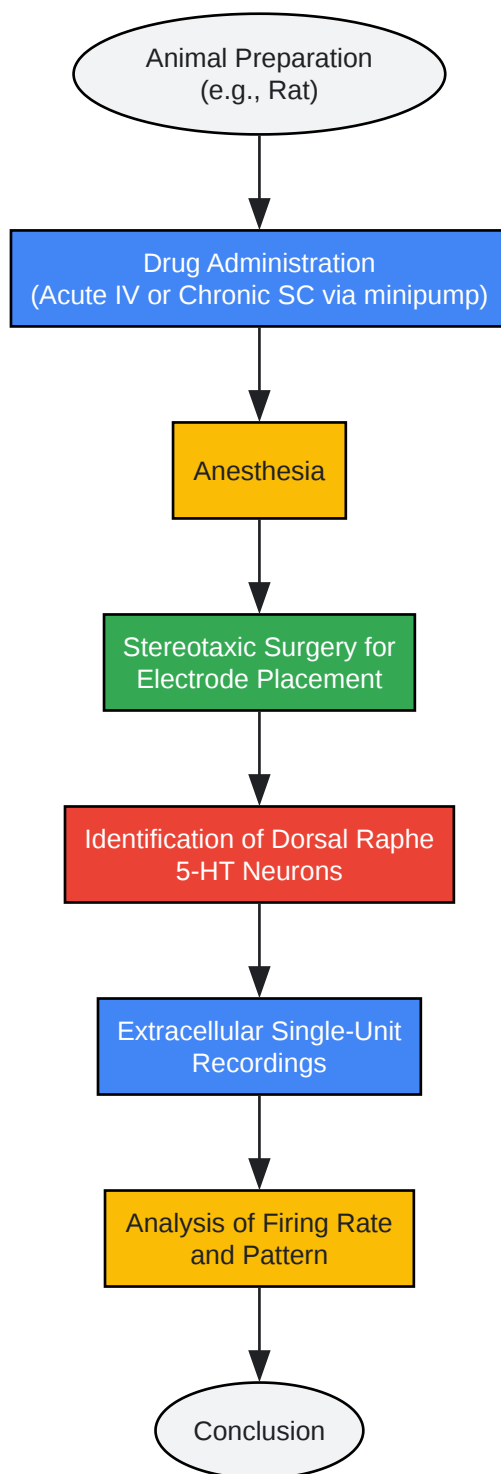 Animal Preparation
(e.g., Rat)
Drug Administration
(Acute IV or Chronic SC via minipump)
Anesthesia
Stereotaxic Surgery for
Electrode Placement
Identification of Dorsal Raphe
5-HT Neurons
Extracellular Single-Unit
Recordings
Analysis of Firing Rate
and Pattern
Conclusion